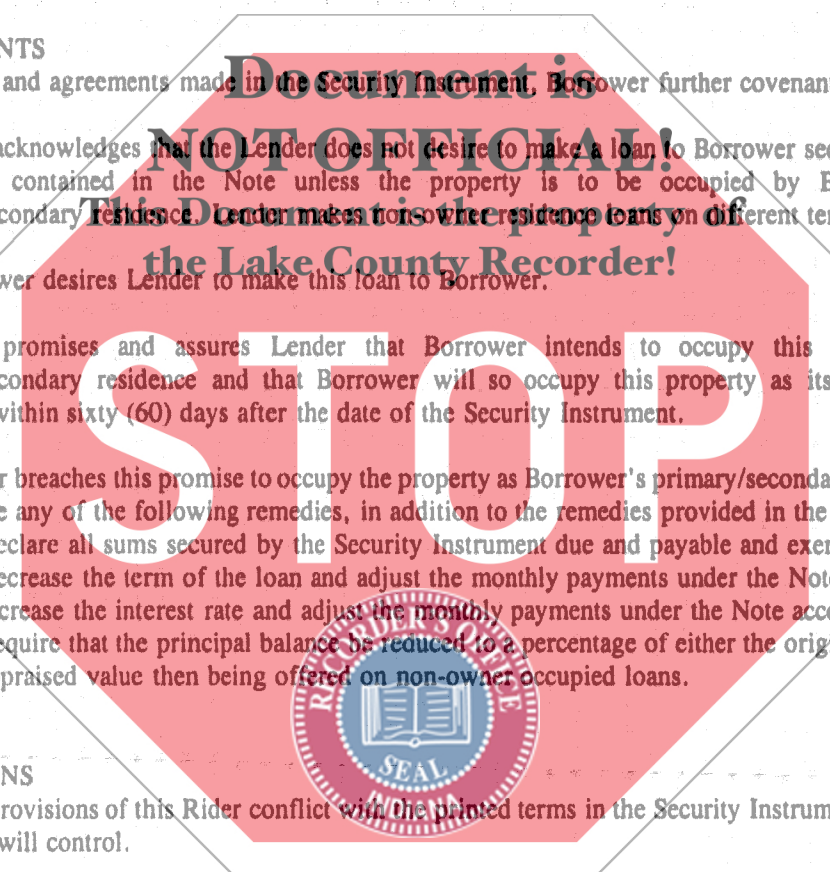 NTS
and agreements made in the Security Instrument, Borrower further covenan
acknowledges that the Lender does not desire to make a loan to Borrower sec
contained in the Note unless the property is to be occupied by B
condary residence. Lender makes non-owner residence loans on different ter
wer desires Lender to make this loan to Borrower.
promises and assures Lender that Borrower intends to occupy this
condary residence and that Borrower will so occupy this property as its
within sixty (60) days after the date of the Security Instrument.
r breaches this promise to occupy the property as Borrower's primary/seconda
e any of the following remedies, in addition to the remedies provided in the
eclare all sums secured by the Security Instrument due and payable and exer
ecrease the term of the loan and adjust the monthly payments under the Not
crease the interest rate and adjust the monthly payments under the Note acco
equire that the principal balance be reduced to a percentage of either the orig
praised value then being offered on non-owner occupied loans.
NS
rovisions of this Rider conflict with the printed terms in the Security Instrum
will control.
Document is
NOT OFFICIAL!
This Document is the property of
the Lake County Recorder!
STOP
RECORDER'S OFFICE
SEAL
INDIANA